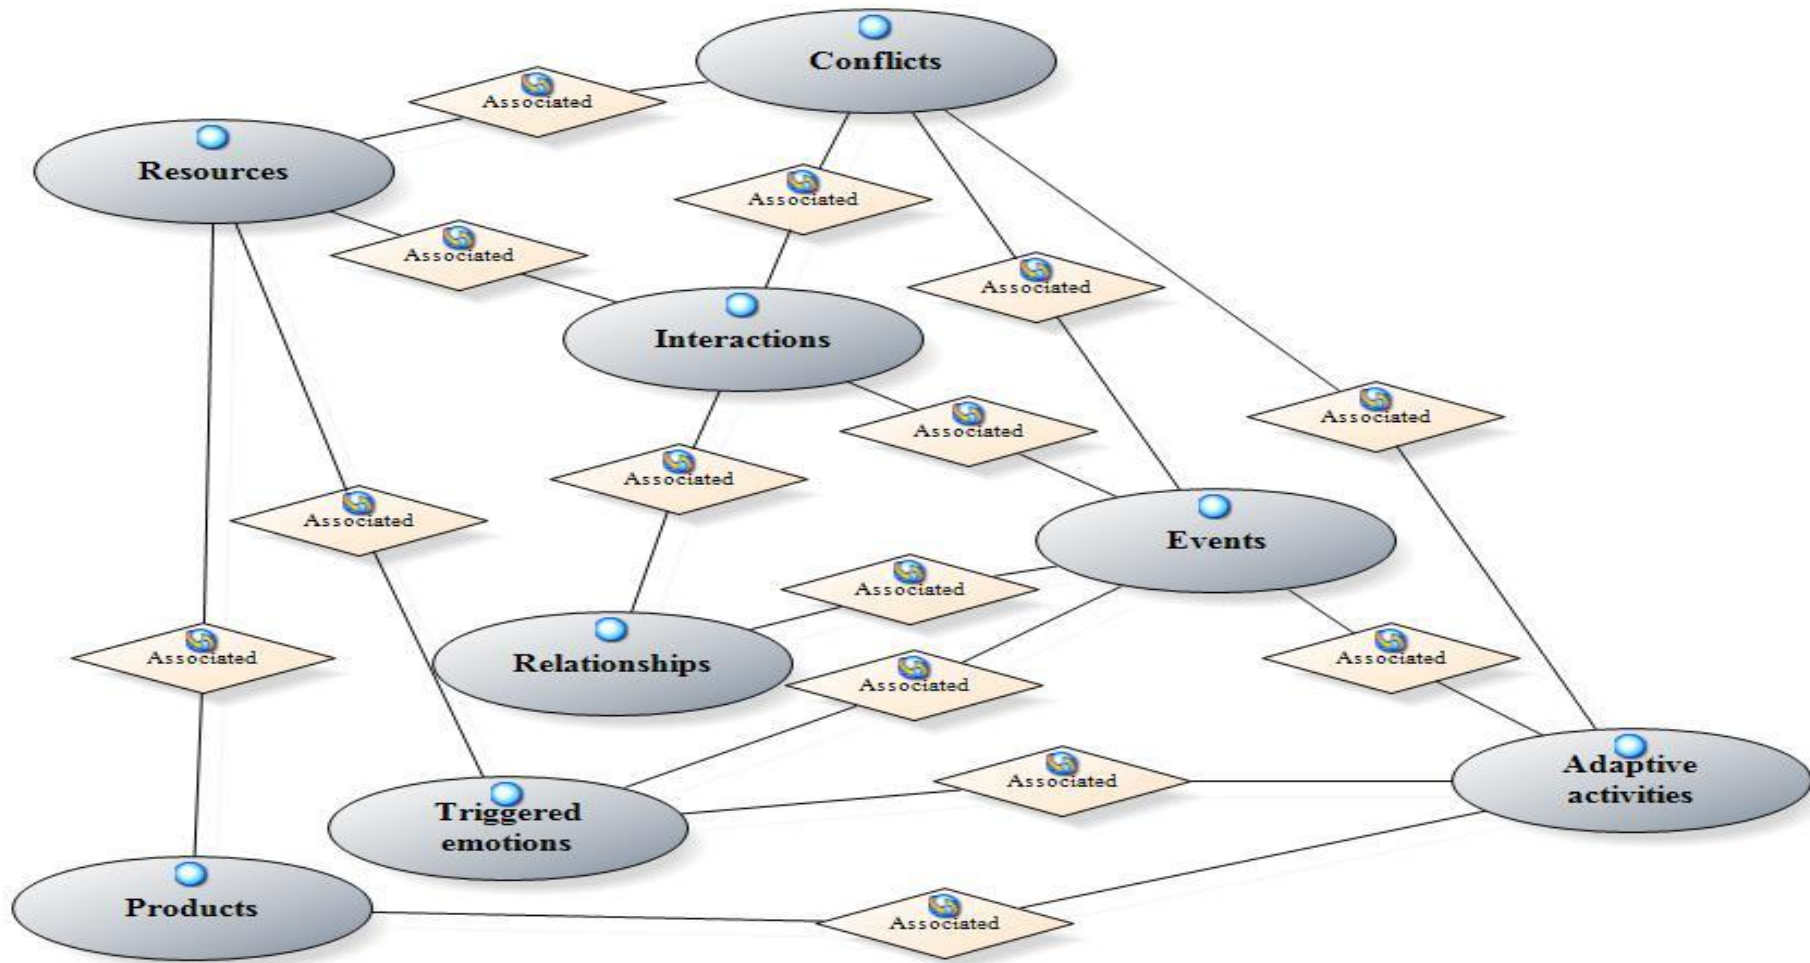 Conflicts
Associated
Resources
Associated
Associated
Associated
Interactions
Associated
Associated
Associated
Associated
Events
Associated
Associated
Associated
Relationships
Associated
Associated
Adaptive
activities
Associated
Triggered
emotions
Products
Associated